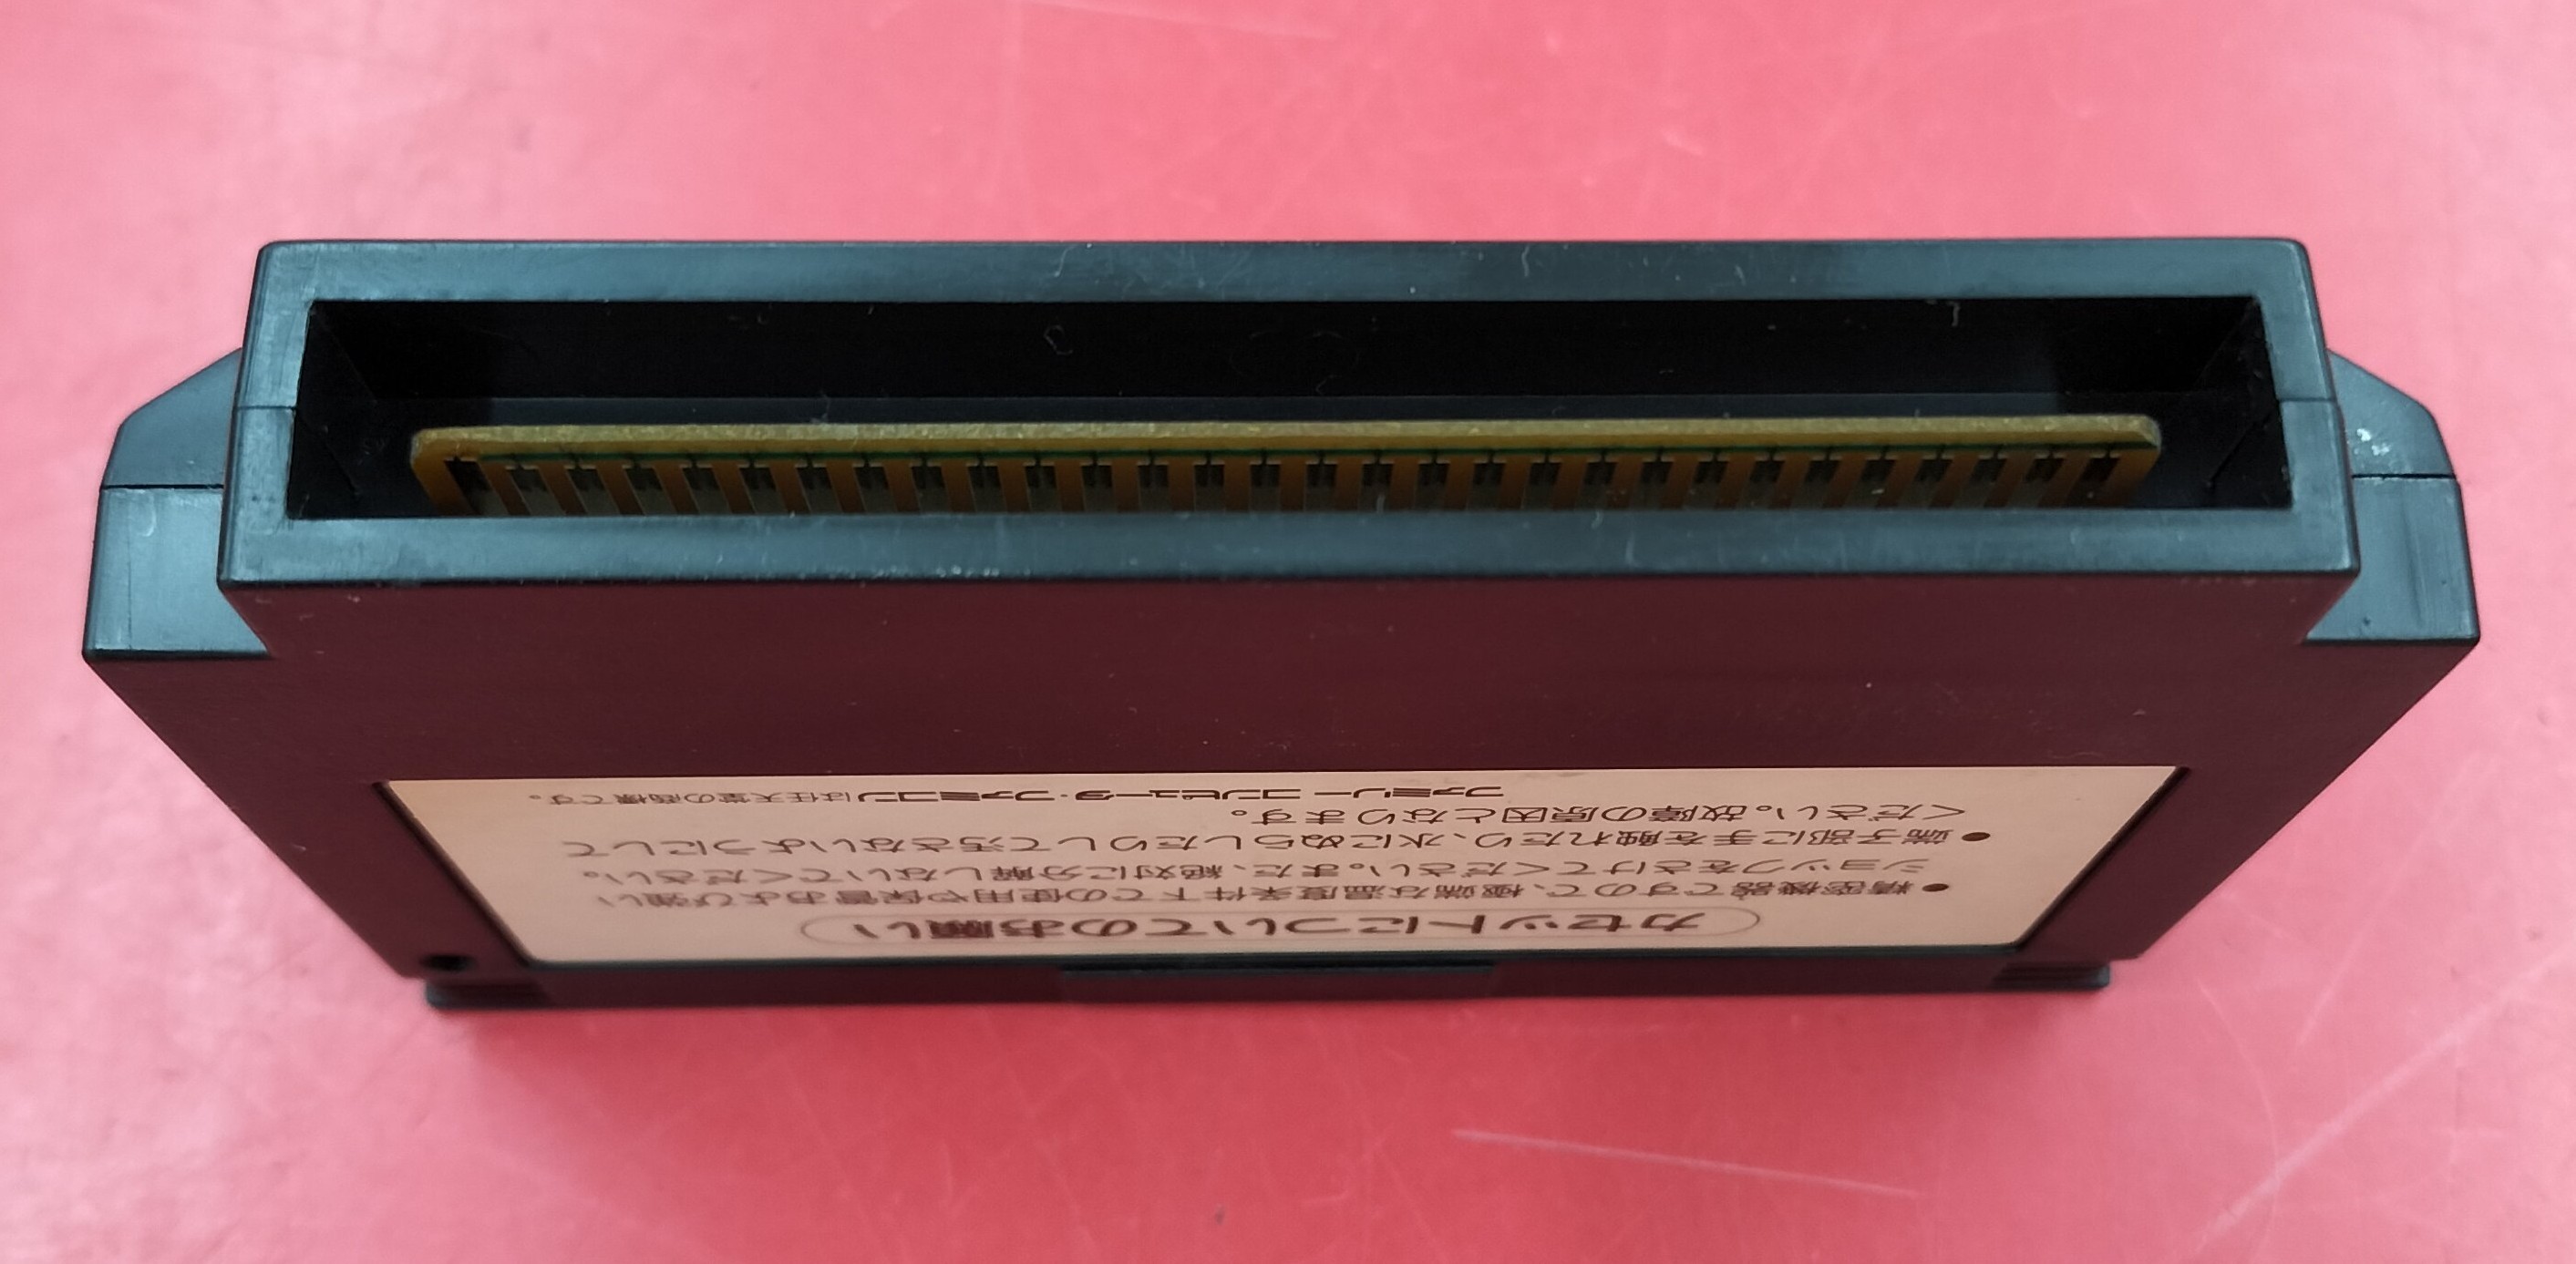 カセットについてのお願い
●精密機器ですので、極端な温度条件下での使用や保管および強い
ショックをさけてください。また、絶対に分解しないでください。
●端子部に手を触れたり、水にぬらしたりして汚さないようにして
ください。故障の原因となります。
ファミリーコンピュータ・ファミコンは任天堂の商標です。